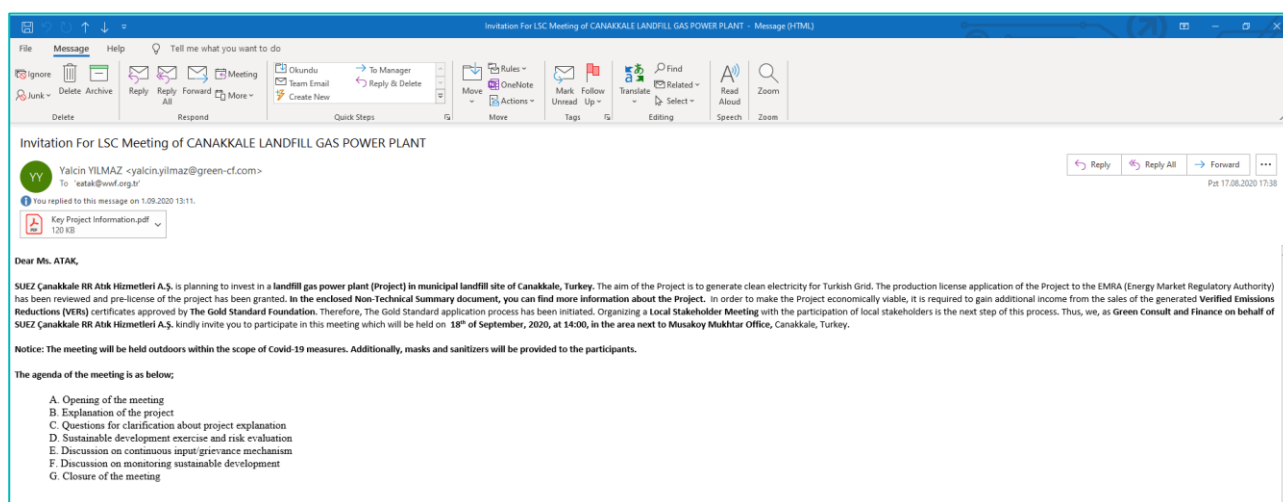 Invitation For LSC Meeting of CANAKKALE LANDFILL GAS POWER PLANT - Message (HTML)
File Message Help Tell me what you want to do
Ignore
Junk
Delete
Archive
Reply
Reply All
Forward
Meeting
More
Okundu
Team Email
Create New
To Manager
Reply & Delete
Move
Rules
OneNote
Actions
Mark Unread
Follow Up
Translate
Find
Related
Select
Read Aloud
Zoom
Delete Respond Quick Steps Move Tags Editing Speech Zoom
Invitation For LSC Meeting of CANAKKALE LANDFILL GAS POWER PLANT
YY
Yalcin YILMAZ <yalcin.yilmaz@green-cf.com>
To 'eatak@wwf.org.tr'
Reply Reply All Forward ...
Pzt 17.08.2020 17:38
You replied to this message on 1.09.2020 13:11.
PDF
Key Project Information.pdf
120 KB
Dear Ms. ATAK,
SUEZ Çanakkale RR Atık Hizmetleri A.Ş. is planning to invest in a landfill gas power plant (Project) in municipal landfill site of Canakkale, Turkey. The aim of the Project is to generate clean electricity for Turkish Grid. The production license application of the Project to the EMRA (Energy Market Regulatory Authority)
has been reviewed and pre-license of the project has been granted. In the enclosed Non-Technical Summary document, you can find more information about the Project. In order to make the Project economically viable, it is required to gain additional income from the sales of the generated Verified Emissions
Reductions (VERs) certificates approved by The Gold Standard Foundation. Therefore, The Gold Standard application process has been initiated. Organizing a Local Stakeholder Meeting with the participation of local stakeholders is the next step of this process. Thus, we, as Green Consult and Finance on behalf of
SUEZ Çanakkale RR Atık Hizmetleri A.Ş. kindly invite you to participate in this meeting which will be held on 18th of September, 2020, at 14:00, in the area next to Musakoy Mukhtar Office, Canakkale, Turkey.
Notice: The meeting will be held outdoors within the scope of Covid-19 measures. Additionally, masks and sanitizers will be provided to the participants.
The agenda of the meeting is as below;
A. Opening of the meeting
B. Explanation of the project
C. Questions for clarification about project explanation
D. Sustainable development exercise and risk evaluation
E. Discussion on continuous input/grievance mechanism
F. Discussion on monitoring sustainable development
G. Closure of the meeting